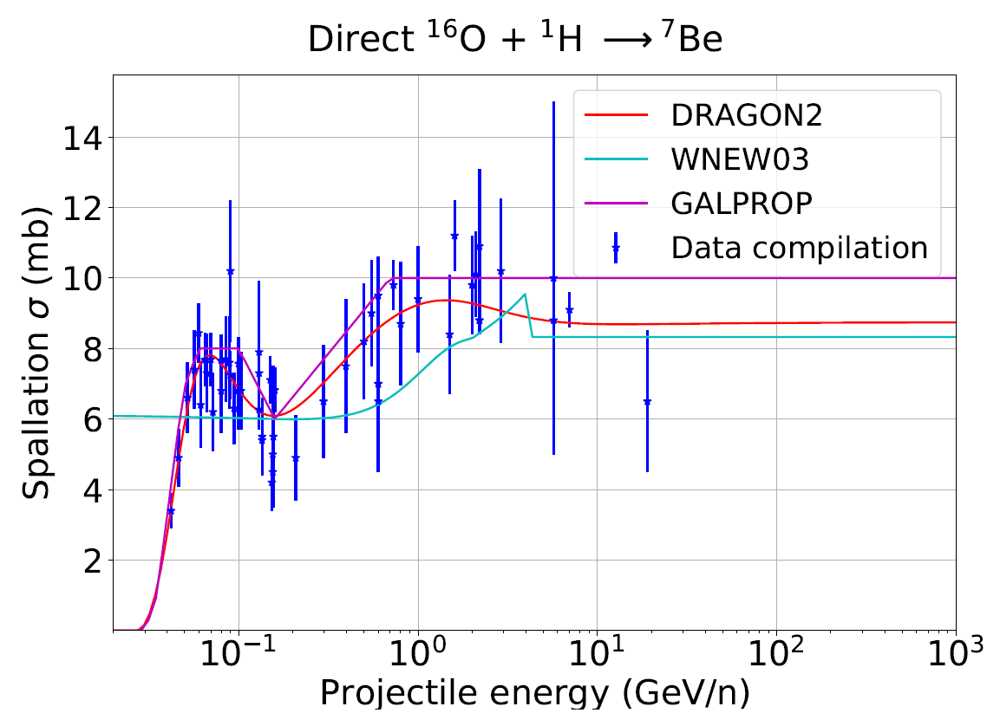 Direct ¹⁶O + ¹H ⟶ ⁷Be
DRAGON2
WNEW03
GALPROP
Data compilation
Spallation σ (mb)
14
12
10
8
6
4
2
10⁻¹
10⁰
10¹
10²
10³
Projectile energy (GeV/n)